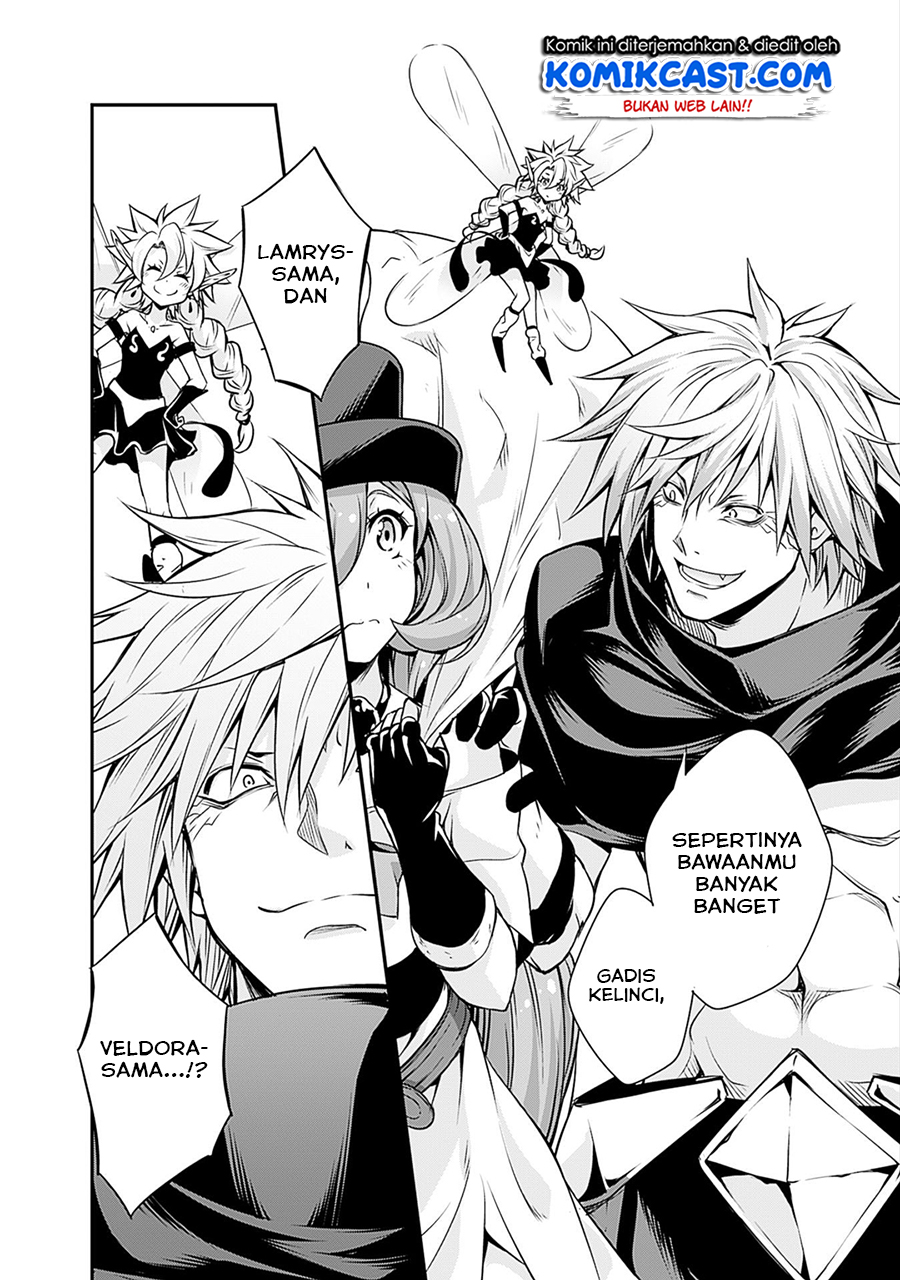 Komik ini diterjemahkan & diedit oleh
KOMIKCAST.COM
BUKAN WEB LAIN!!
SEPERTINYA
BAWAANMU
BANYAK
BANGET
GADIS
KELINCI,
LAMRYS-
SAMA,
DAN
VELDORA-
SAMA...!?